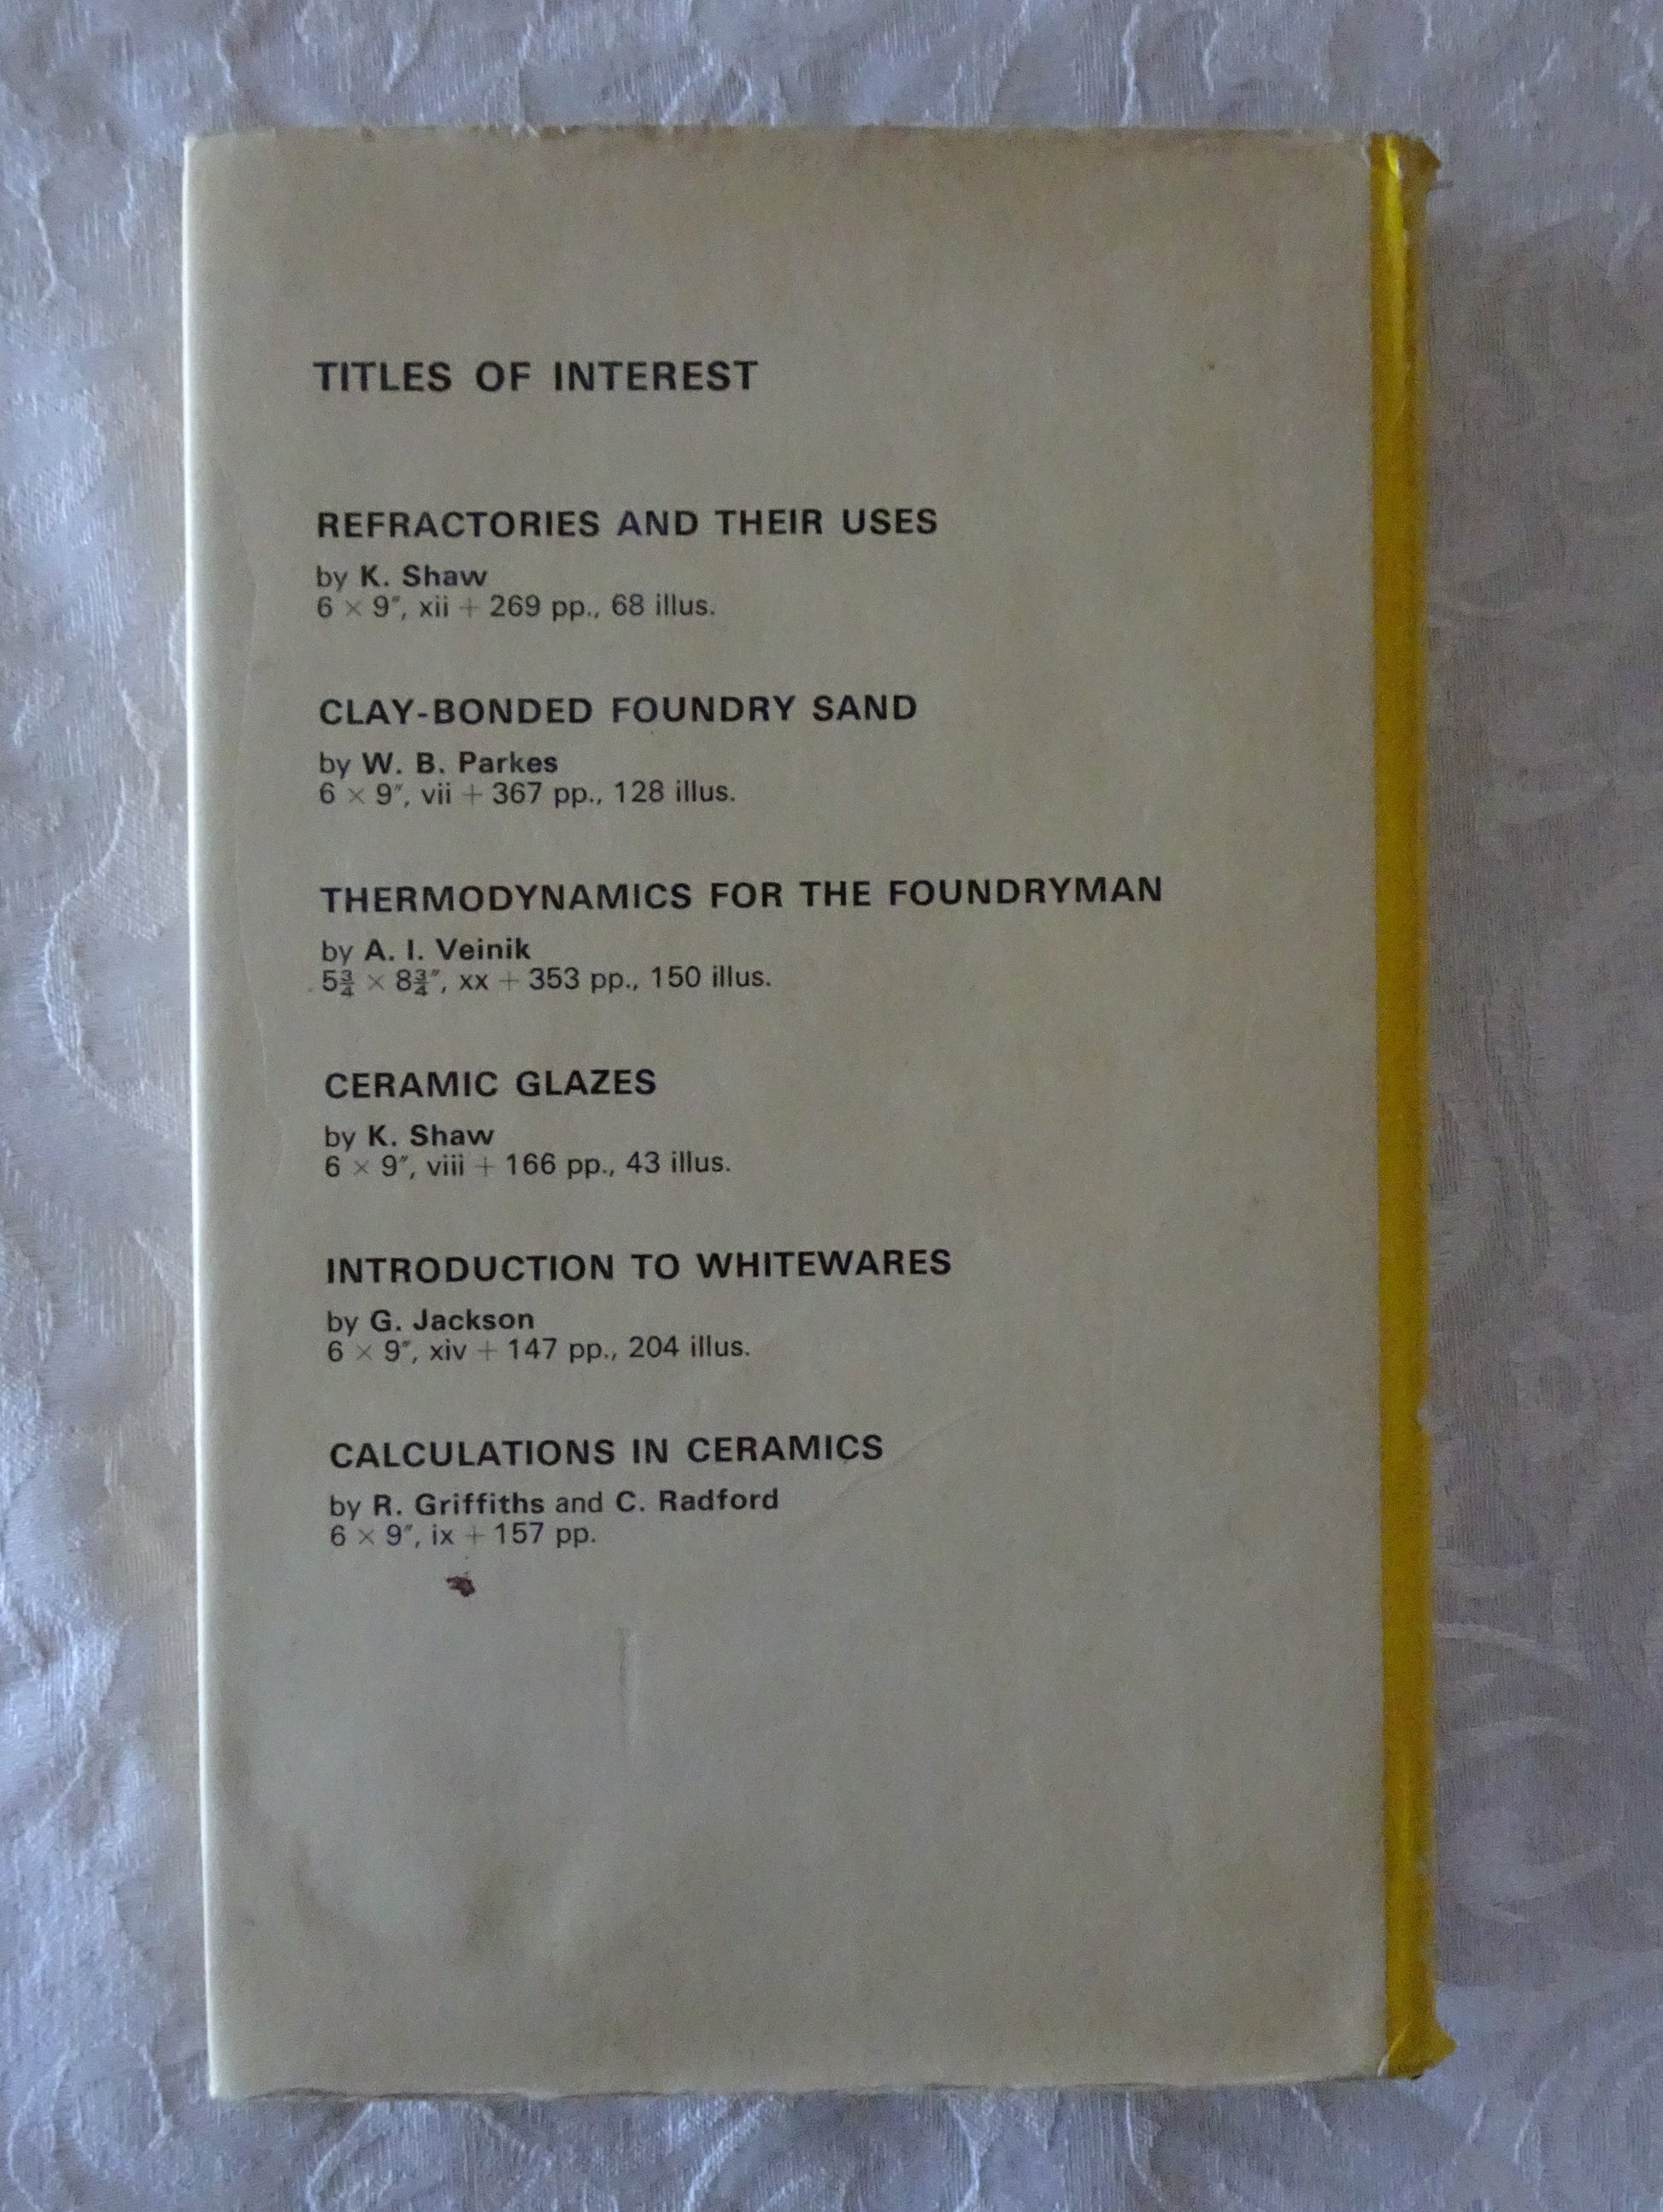 TITLES OF INTEREST
REFRACTORIES AND THEIR USES
by K. Shaw
6 × 9″, xii + 269 pp., 68 illus.
CLAY-BONDED FOUNDRY SAND
by W. B. Parkes
6 × 9″, vii + 367 pp., 128 illus.
THERMODYNAMICS FOR THE FOUNDRYMAN
by A. I. Veinik
5¾ × 8¾″, xx + 353 pp., 150 illus.
CERAMIC GLAZES
by K. Shaw
6 × 9″, viii + 166 pp., 43 illus.
INTRODUCTION TO WHITEWARES
by G. Jackson
6 × 9″, xiv + 147 pp., 204 illus.
CALCULATIONS IN CERAMICS
by R. Griffiths and C. Radford
6 × 9″, ix + 157 pp.